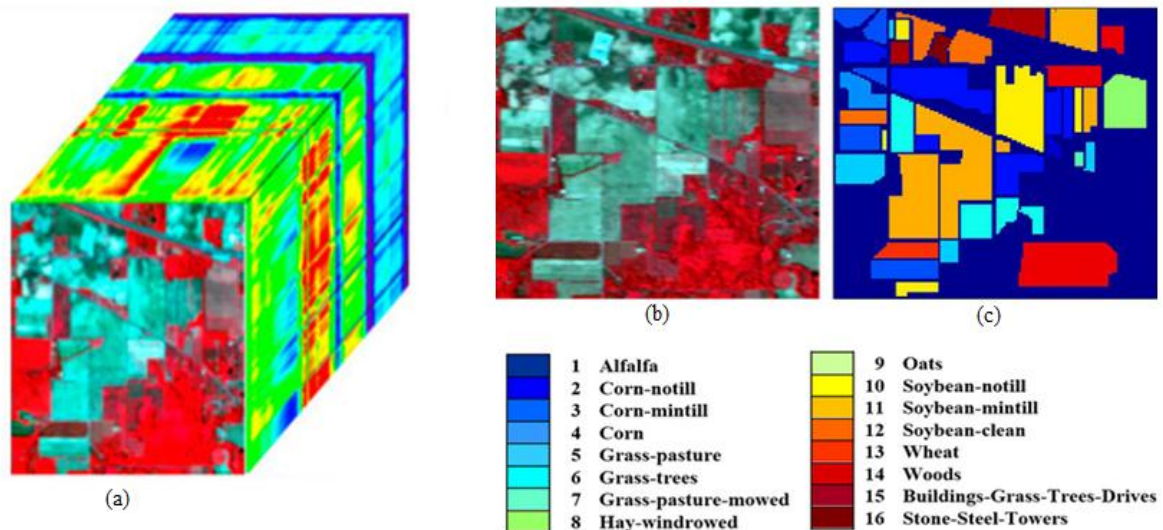 (a)
(b)
(c)
1 Alfalfa
2 Corn-notill
3 Corn-mintill
4 Corn
5 Grass-pasture
6 Grass-trees
7 Grass-pasture-mowed
8 Hay-windrowed
9 Oats
10 Soybean-notill
11 Soybean-mintill
12 Soybean-clean
13 Wheat
14 Woods
15 Buildings-Grass-Trees-Drives
16 Stone-Steel-Towers